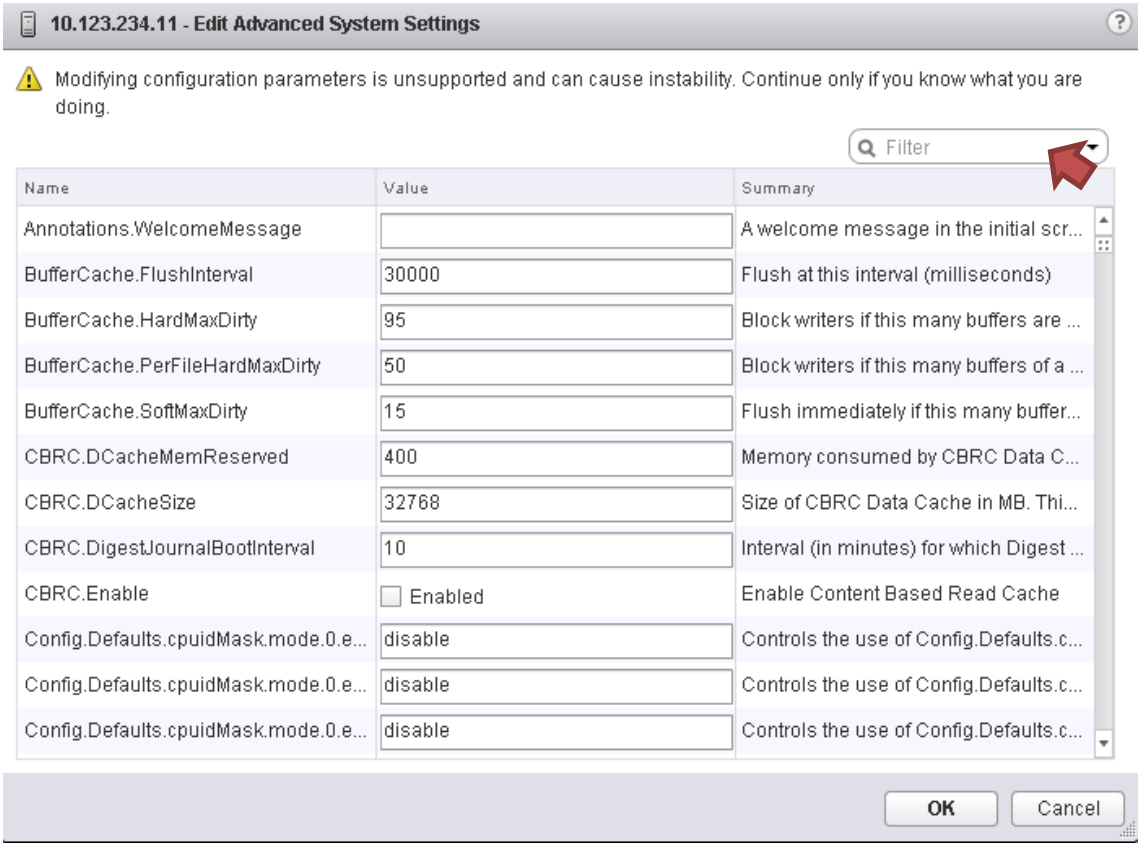 10.123.234.11 - Edit Advanced System Settings
?
Modifying configuration parameters is unsupported and can cause instability. Continue only if you know what you are
doing.
Filter
Name Value Summary
Annotations.WelcomeMessage A welcome message in the initial scr...
BufferCache.FlushInterval 30000 Flush at this interval (milliseconds)
BufferCache.HardMaxDirty 95 Block writers if this many buffers are ...
BufferCache.PerFileHardMaxDirty 50 Block writers if this many buffers of a ...
BufferCache.SoftMaxDirty 15 Flush immediately if this many buffer...
CBRC.DCacheMemReserved 400 Memory consumed by CBRC Data C...
CBRC.DCacheSize 32768 Size of CBRC Data Cache in MB. Thi...
CBRC.DigestJournalBootInterval 10 Interval (in minutes) for which Digest ...
CBRC.Enable Enabled Enable Content Based Read Cache
Config.Defaults.cpuidMask.mode.0.e... disable Controls the use of Config.Defaults.c...
Config.Defaults.cpuidMask.mode.0.e... disable Controls the use of Config.Defaults.c...
Config.Defaults.cpuidMask.mode.0.e... disable Controls the use of Config.Defaults.c...
OK Cancel